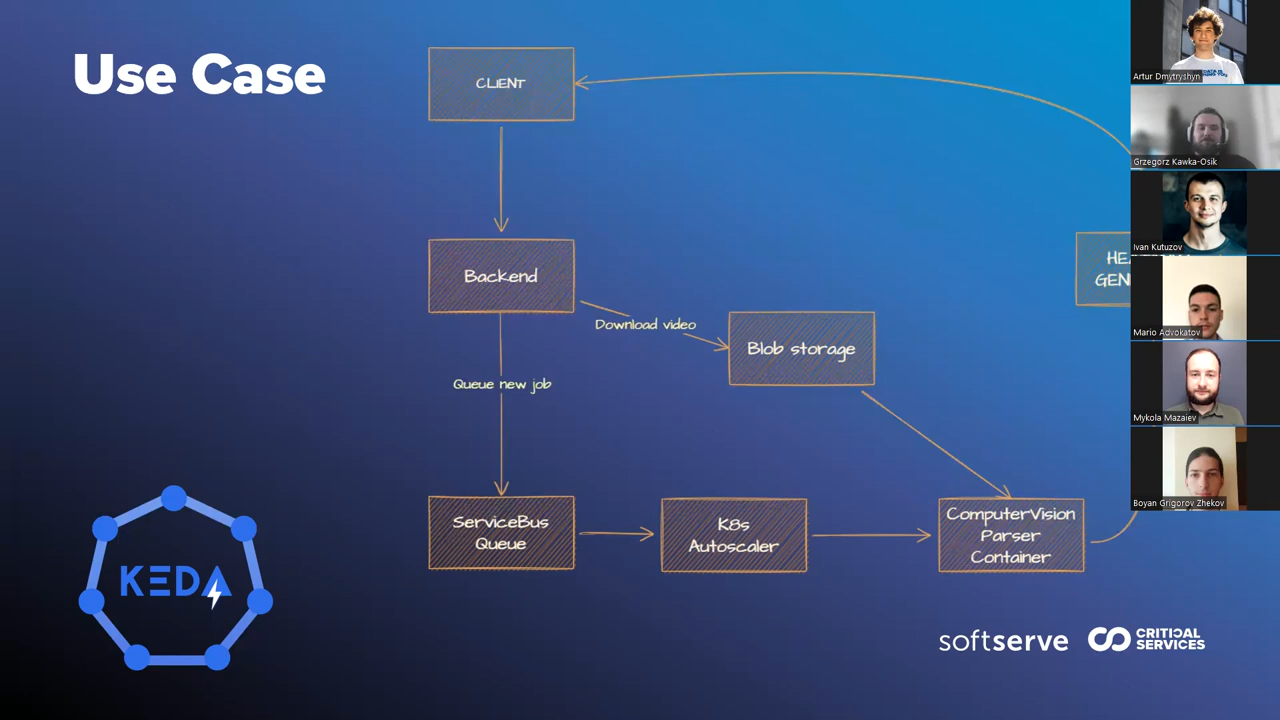 Use Case
CLIENT
Backend
Download video
Blob storage
Queue new job
ServiceBus
Queue
K8s
Autoscaler
ComputerVision
Parser
Container
KEDA
softserve
CRITICAL
SERVICES
Artur Dmytryshyn
Grzegorz Kawka-Osik
Ivan Kutuzov
Mario Advokatov
Mykola Mazaiev
Boyan Grigorov Zhekov